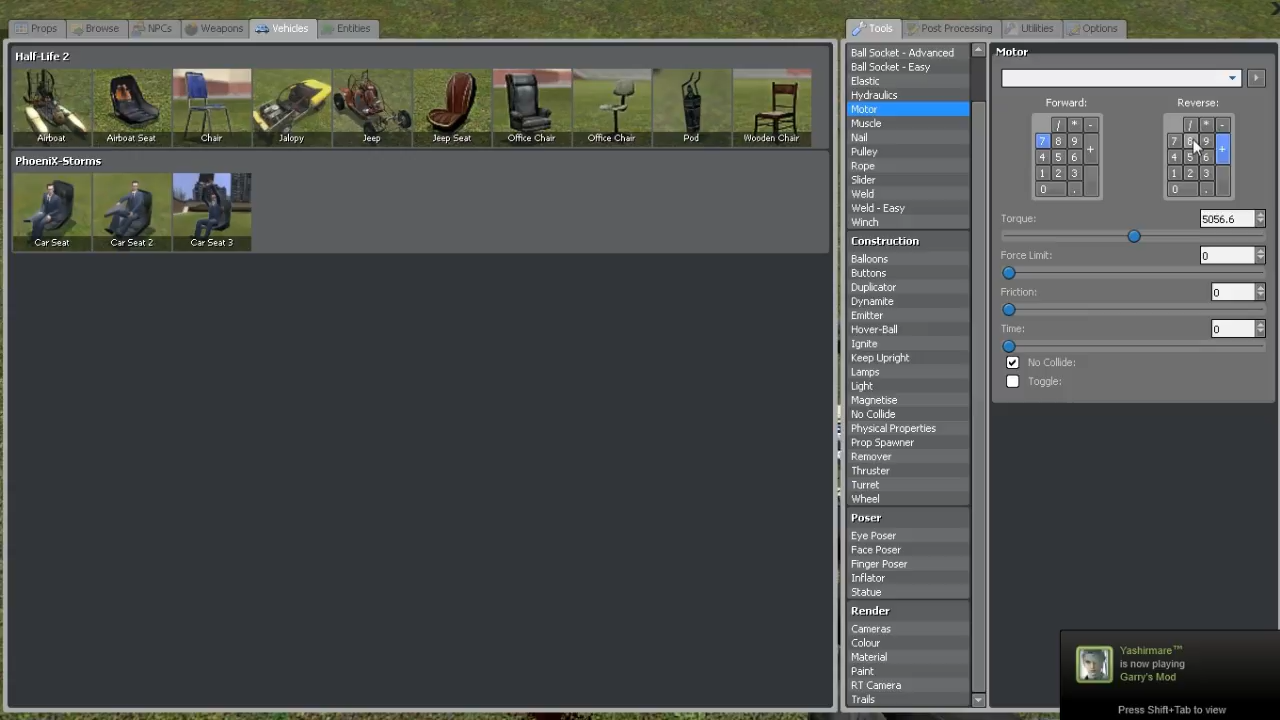 Props Browse NPCs Weapons Vehicles Entities
Half-Life 2
Airboat Airboat Seat Chair Jalopy Jeep Jeep Seat Office Chair Office Chair Pod Wooden Chair
PhoeniX-Storms
Car Seat Car Seat 2 Car Seat 3
Tools Post Processing Utilities Options
Ball Socket - Advanced
Ball Socket - Easy
Elastic
Hydraulics
Motor
Muscle
Nail
Pulley
Rope
Slider
Weld
Weld - Easy
Winch
Construction
Balloons
Buttons
Duplicator
Dynamite
Emitter
Hover-Ball
Ignite
Keep Upright
Lamps
Light
Magnetise
No Collide
Physical Properties
Prop Spawner
Remover
Thruster
Turret
Wheel
Poser
Eye Poser
Face Poser
Finger Poser
Inflator
Statue
Render
Cameras
Colour
Material
Paint
RT Camera
Trails
Motor
Forward: Reverse:
/ * - / * -
7 8 9 + 7 8 9 +
4 5 6 4 5 6
1 2 3 1 2 3
0 . 0 .
Torque: 5056.6
Force Limit: 0
Friction: 0
Time: 0
No Collide:
Toggle:
Yashirmare™
is now playing
Garry's Mod
Press Shift+Tab to view